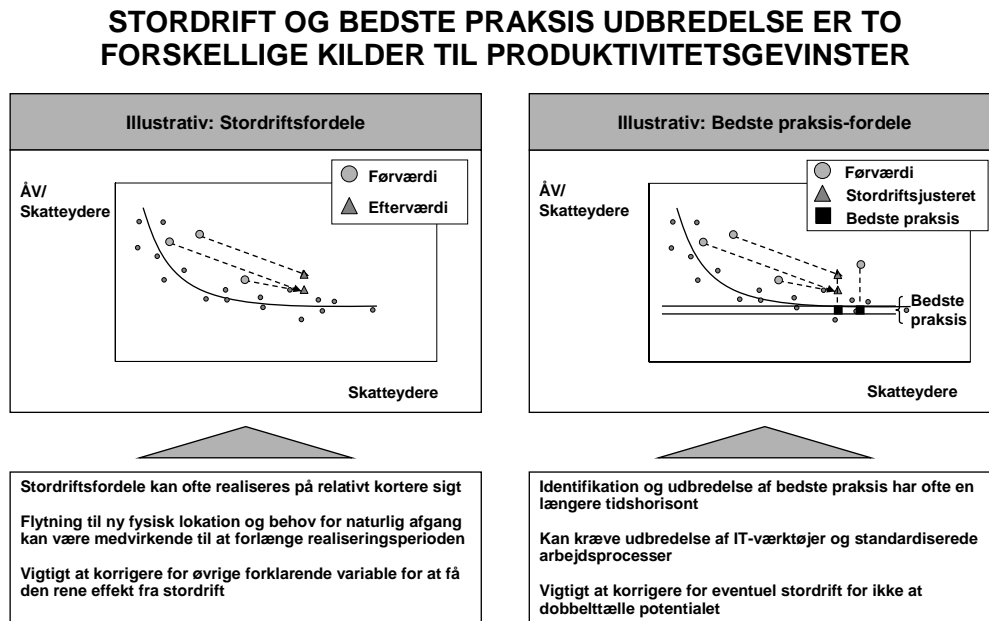 STORDRIFT OG BEDSTE PRAKSIS UDBREDELSE ER TO
FORSKELLIGE KILDER TIL PRODUKTIVITETSGEVINSTER
Illustrativ: Stordriftsfordele
ÅV/
Skatteydere
Førværdi
Efterværdi
Skatteydere
Stordriftsfordele kan ofte realiseres på relativt kortere sigt
Flytning til ny fysisk lokation og behov for naturlig afgang
kan være medvirkende til at forlænge realiseringsperioden
Vigtigt at korrigere for øvrige forklarende variable for at få
den rene effekt fra stordrift
Illustrativ: Bedste praksis-fordele
ÅV/
Skatteydere
Førværdi
Stordriftsjusteret
Bedste praksis
Bedste
praksis
Skatteydere
Identifikation og udbredelse af bedste praksis har ofte en
længere tidshorisont
Kan kræve udbredelse af IT-værktøjer og standardiserede
arbejdsprocesser
Vigtigt at korrigere for eventuel stordrift for ikke at
dobbelttælle potentialet